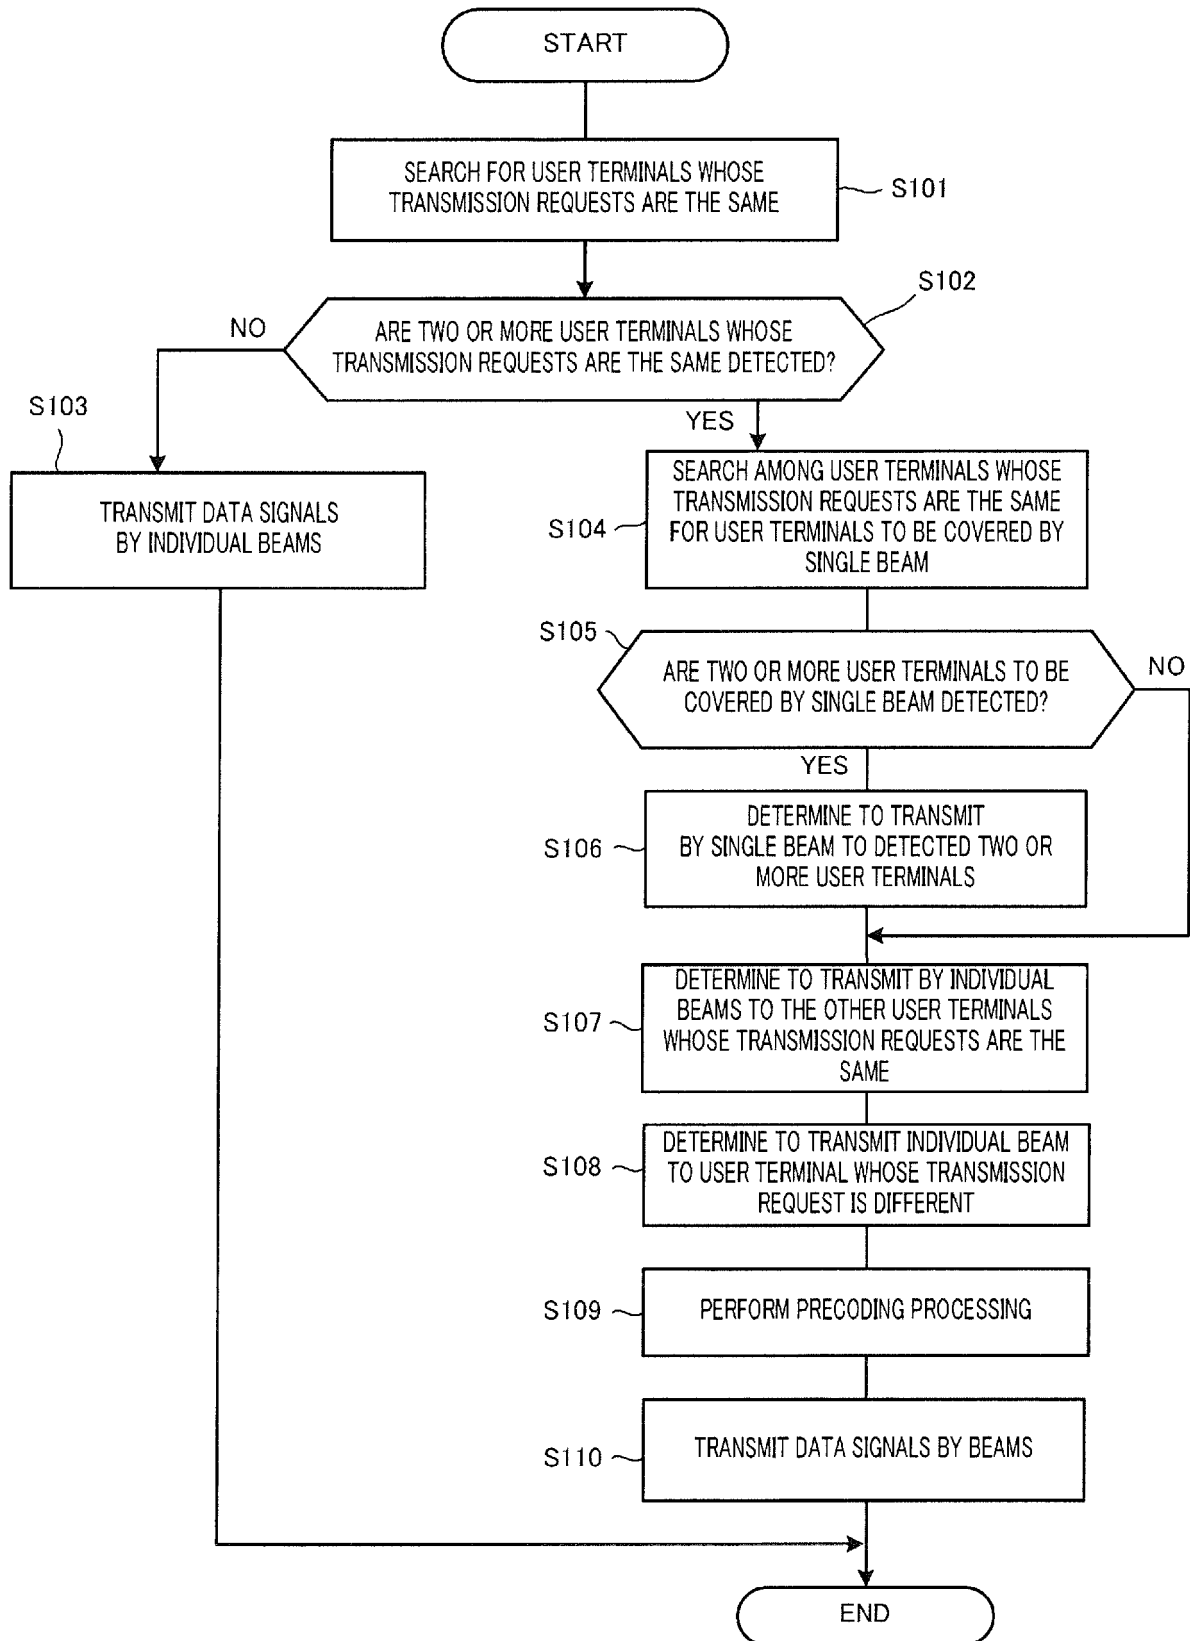 START
SEARCH FOR USER TERMINALS WHOSE
TRANSMISSION REQUESTS ARE THE SAME
S101
S102
ARE TWO OR MORE USER TERMINALS WHOSE
TRANSMISSION REQUESTS ARE THE SAME DETECTED?
NO
YES
S103
TRANSMIT DATA SIGNALS
BY INDIVIDUAL BEAMS
S104
SEARCH AMONG USER TERMINALS WHOSE
TRANSMISSION REQUESTS ARE THE SAME
FOR USER TERMINALS TO BE COVERED BY
SINGLE BEAM
S105
ARE TWO OR MORE USER TERMINALS TO BE
COVERED BY SINGLE BEAM DETECTED?
NO
YES
S106
DETERMINE TO TRANSMIT
BY SINGLE BEAM TO DETECTED TWO OR
MORE USER TERMINALS
S107
DETERMINE TO TRANSMIT BY INDIVIDUAL
BEAMS TO THE OTHER USER TERMINALS
WHOSE TRANSMISSION REQUESTS ARE THE
SAME
S108
DETERMINE TO TRANSMIT INDIVIDUAL BEAM
TO USER TERMINAL WHOSE TRANSMISSION
REQUEST IS DIFFERENT
S109
PERFORM PRECODING PROCESSING
S110
TRANSMIT DATA SIGNALS BY BEAMS
END